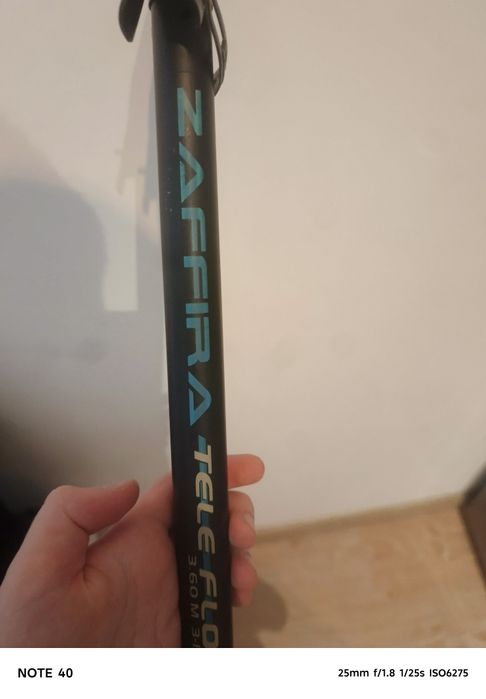 ZAFFIRA TELE FLO
3.60M
NOTE 40
25mm f/1.8 1/25s ISO6275